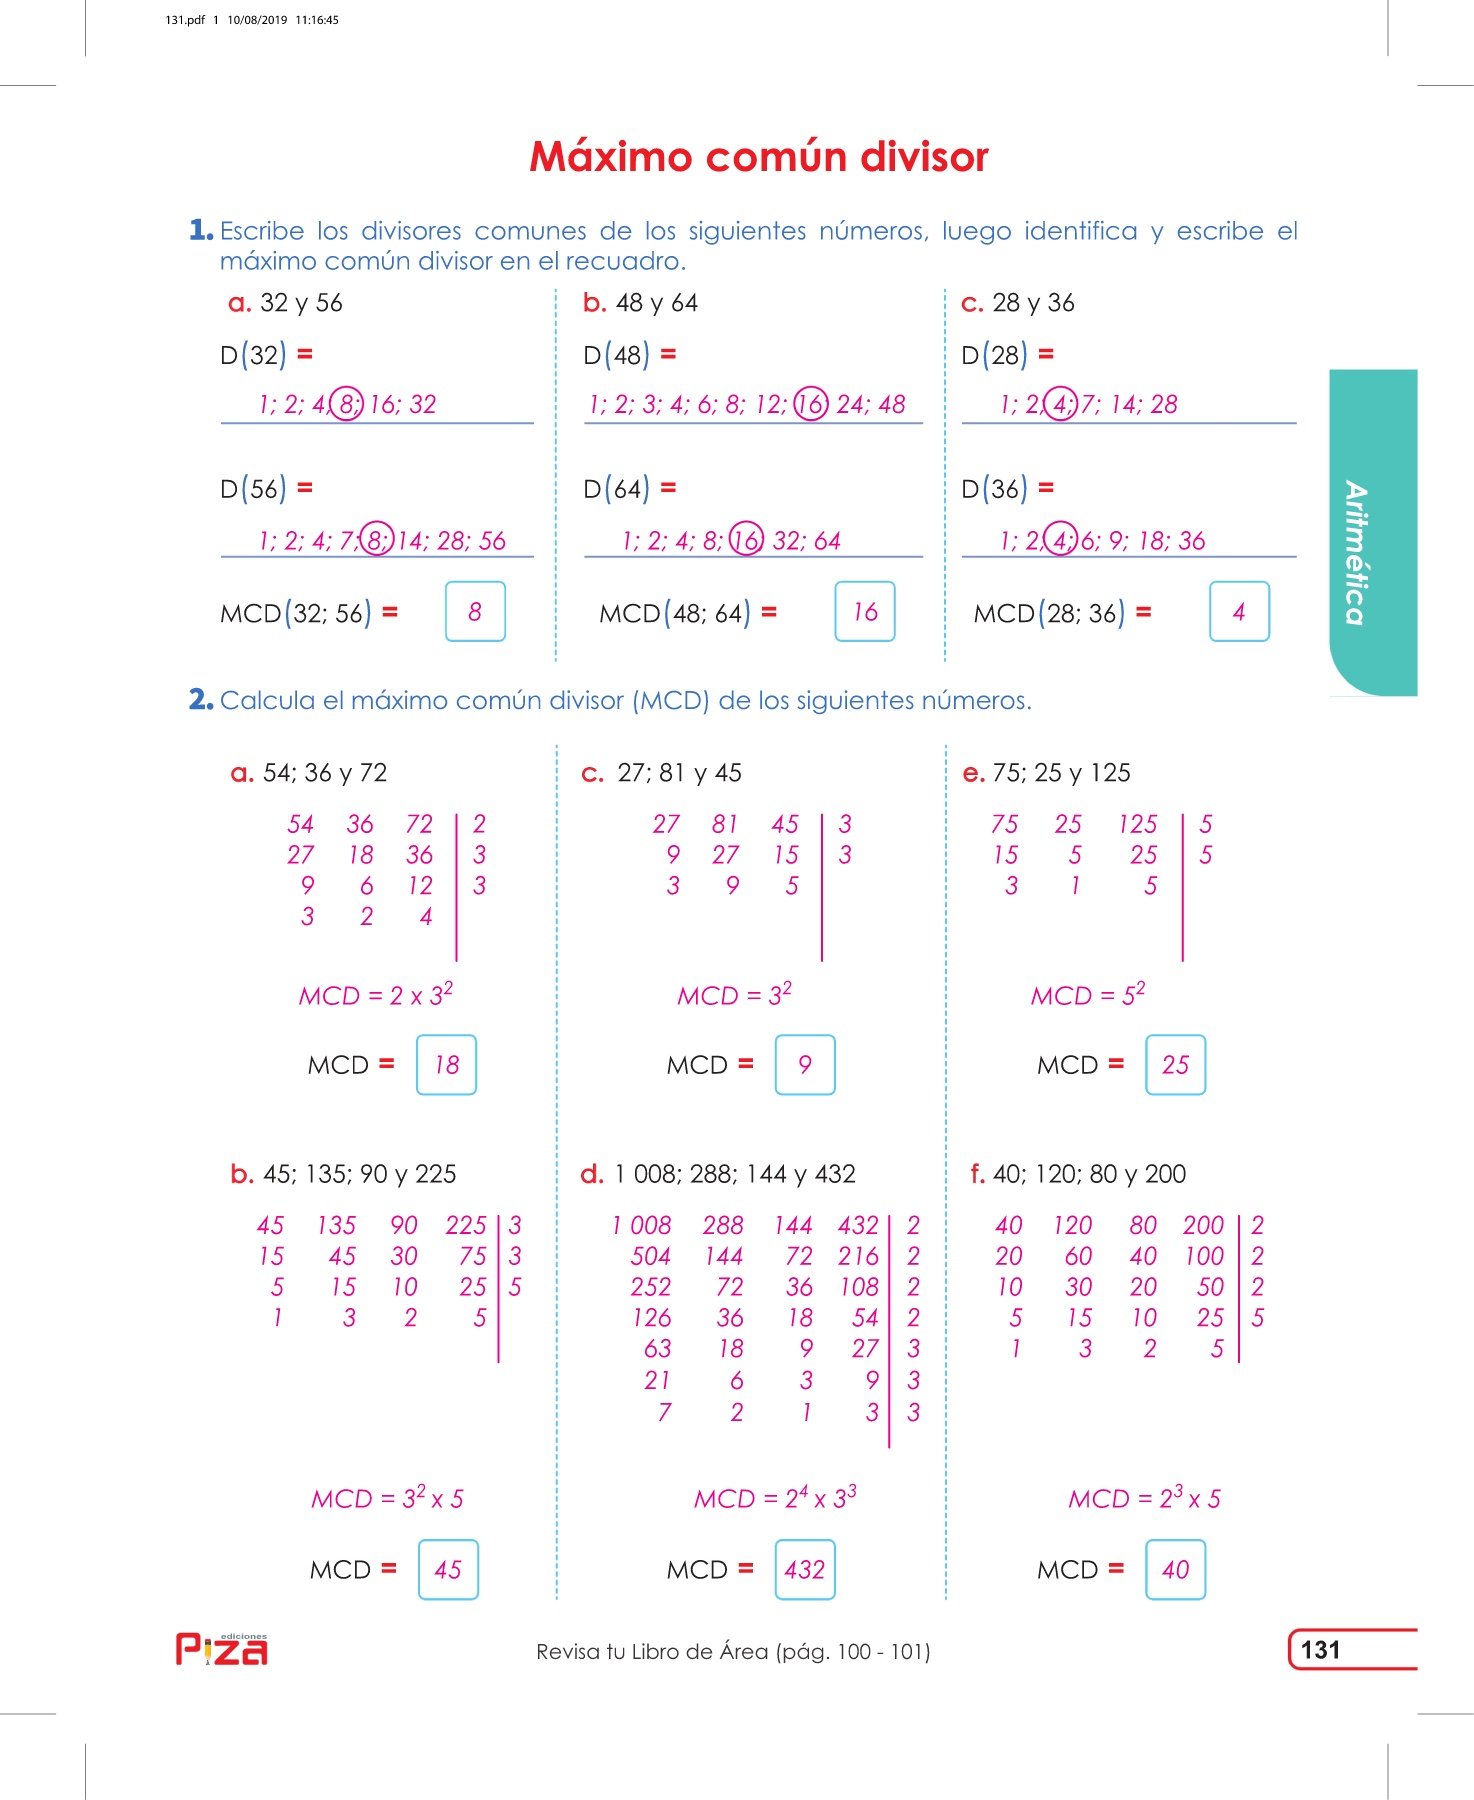 131.pdf 1 10/08/2019 11:16:45
Máximo común divisor
1. Escribe los divisores comunes de los siguientes números, luego identifica y escribe el
máximo común divisor en el recuadro.
a. 32 y 56
D(32) =
1; 2; 4; 8; 16; 32
D(56) =
1; 2; 4; 7; 8; 14; 28; 56
MCD(32; 56) = 8
b. 48 y 64
D(48) =
1; 2; 3; 4; 6; 8; 12; 16; 24; 48
D(64) =
1; 2; 4; 8; 16; 32; 64
MCD(48; 64) = 16
c. 28 y 36
D(28) =
1; 2; 4; 7; 14; 28
D(36) =
1; 2; 4; 6; 9; 18; 36
MCD(28; 36) = 4
Aritmética
2. Calcula el máximo común divisor (MCD) de los siguientes números.
a. 54; 36 y 72
54 36 72 2
27 18 36 3
9 6 12 3
3 2 4
MCD = 2 x 3²
MCD = 18
b. 45; 135; 90 y 225
45 135 90 225 3
15 45 30 75 3
5 15 10 25 5
1 3 2 5
MCD = 3² x 5
MCD = 45
c. 27; 81 y 45
27 81 45 3
9 27 15 3
3 9 5
MCD = 3²
MCD = 9
d. 1 008; 288; 144 y 432
1 008 288 144 432 2
504 144 72 216 2
252 72 36 108 2
126 36 18 54 2
63 18 9 27 3
21 6 3 9 3
7 2 1 3 3
MCD = 2⁴ x 3³
MCD = 432
e. 75; 25 y 125
75 25 125 5
15 5 25 5
3 1 5
MCD = 5²
MCD = 25
f. 40; 120; 80 y 200
40 120 80 200 2
20 60 40 100 2
10 30 20 50 2
5 15 10 25 5
1 3 2 5
MCD = 2³ x 5
MCD = 40
ediciones
Piza
Revisa tu Libro de Área (pág. 100 - 101)
131